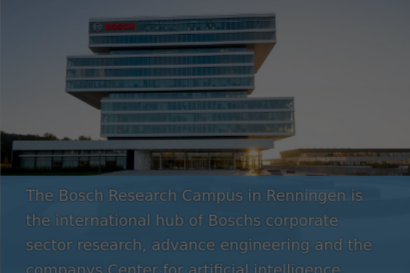 BOSCH
The Bosch Research Campus in Renningen is
the international hub of Boschs corporate
sector research, advance engineering and the
companys Center for artificial intelligence